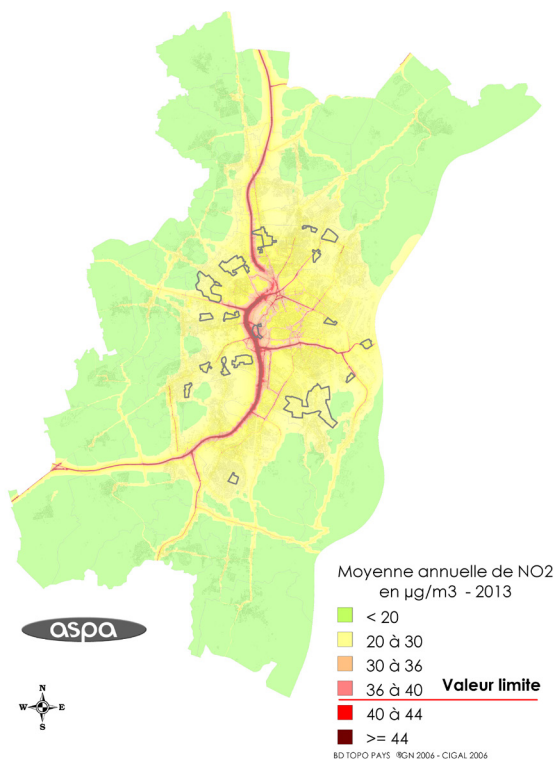 Moyenne annuelle de NO2
en µg/m3 - 2013
< 20
20 à 30
30 à 36
36 à 40
Valeur limite
40 à 44
>= 44
BD TOPO PAYS ®GN 2006 - CIGAL 2006
aspa
N
W
E
S